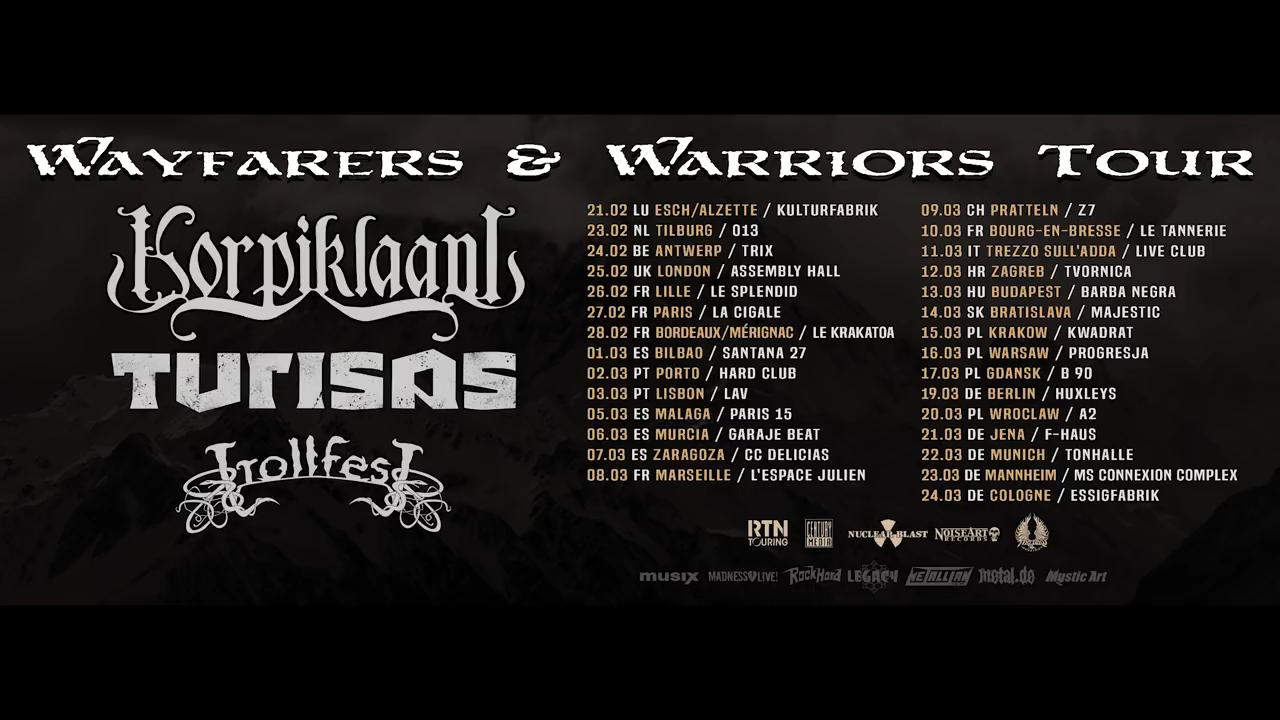 Wayfarers & Warriors Tour
Korpiklaani
Turisas
Trollfest
21.02 LU ESCH/ALZETTE / KULTURFABRIK
23.02 NL TILBURG / 013
24.02 BE ANTWERP / TRIX
25.02 UK LONDON / ASSEMBLY HALL
26.02 FR LILLE / LE SPLENDID
27.02 FR PARIS / LA CIGALE
28.02 FR BORDEAUX/MÉRIGNAC / LE KRAKATOA
01.03 ES BILBAO / SANTANA 27
02.03 PT PORTO / HARD CLUB
03.03 PT LISBON / LAV
05.03 ES MALAGA / PARIS 15
06.03 ES MURCIA / GARAJE BEAT
07.03 ES ZARAGOZA / CC DELICIAS
08.03 FR MARSEILLE / L'ESPACE JULIEN
09.03 CH PRATTELN / Z7
10.03 FR BOURG-EN-BRESSE / LE TANNERIE
11.03 IT TREZZO SULL'ADDA / LIVE CLUB
12.03 HR ZAGREB / TVORNICA
13.03 HU BUDAPEST / BARBA NEGRA
14.03 SK BRATISLAVA / MAJESTIC
15.03 PL KRAKOW / KWADRAT
16.03 PL WARSAW / PROGRESJA
17.03 PL GDANSK / B 90
19.03 DE BERLIN / HUXLEYS
20.03 PL WROCLAW / A2
21.03 DE JENA / F-HAUS
22.03 DE MUNICH / TONHALLE
23.03 DE MANNHEIM / MS CONNEXION COMPLEX
24.03 DE COLOGNE / ESSIGFABRIK
RTN TOURING
CENTURY MEDIA
NUCLEAR BLAST
NOISEART RECORDS
musix MADNESS LIVE! RockHard LEGACY METALLIAN metal.de Mystic Art